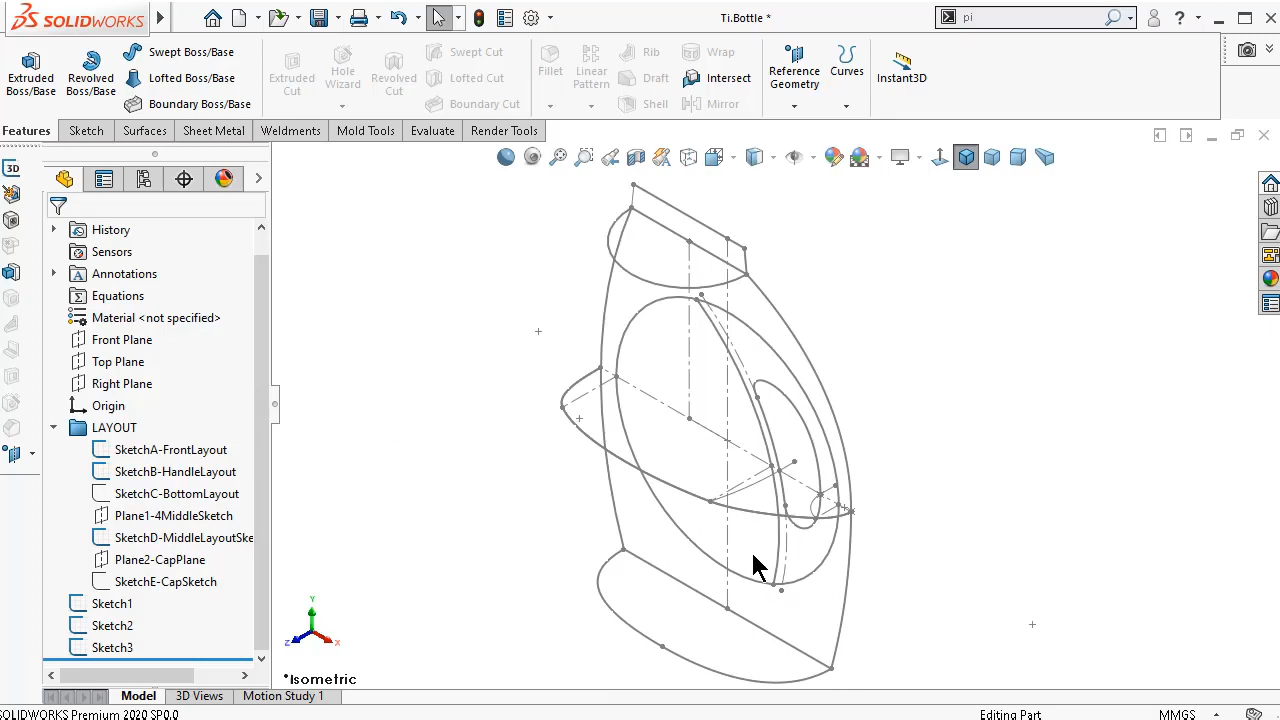 SOLIDWORKS
Ti.Bottle *
pi
Extruded Boss/Base
Revolved Boss/Base
Swept Boss/Base
Lofted Boss/Base
Boundary Boss/Base
Extruded Cut
Hole Wizard
Revolved Cut
Swept Cut
Lofted Cut
Boundary Cut
Fillet
Linear Pattern
Rib
Draft
Shell
Wrap
Intersect
Mirror
Reference Geometry
Curves
Instant3D
Features
Sketch
Surfaces
Sheet Metal
Weldments
Mold Tools
Evaluate
Render Tools
3D
History
Sensors
Annotations
Equations
Material <not specified>
Front Plane
Top Plane
Right Plane
Origin
LAYOUT
SketchA-FrontLayout
SketchB-HandleLayout
SketchC-BottomLayout
Plane1-4MiddleSketch
SketchD-MiddleLayoutSke
Plane2-CapPlane
SketchE-CapSketch
Sketch1
Sketch2
Sketch3
Y
Z
X
*Isometric
Model
3D Views
Motion Study 1
SOLIDWORKS Premium 2020 SP0.0
Editing Part
MMGS